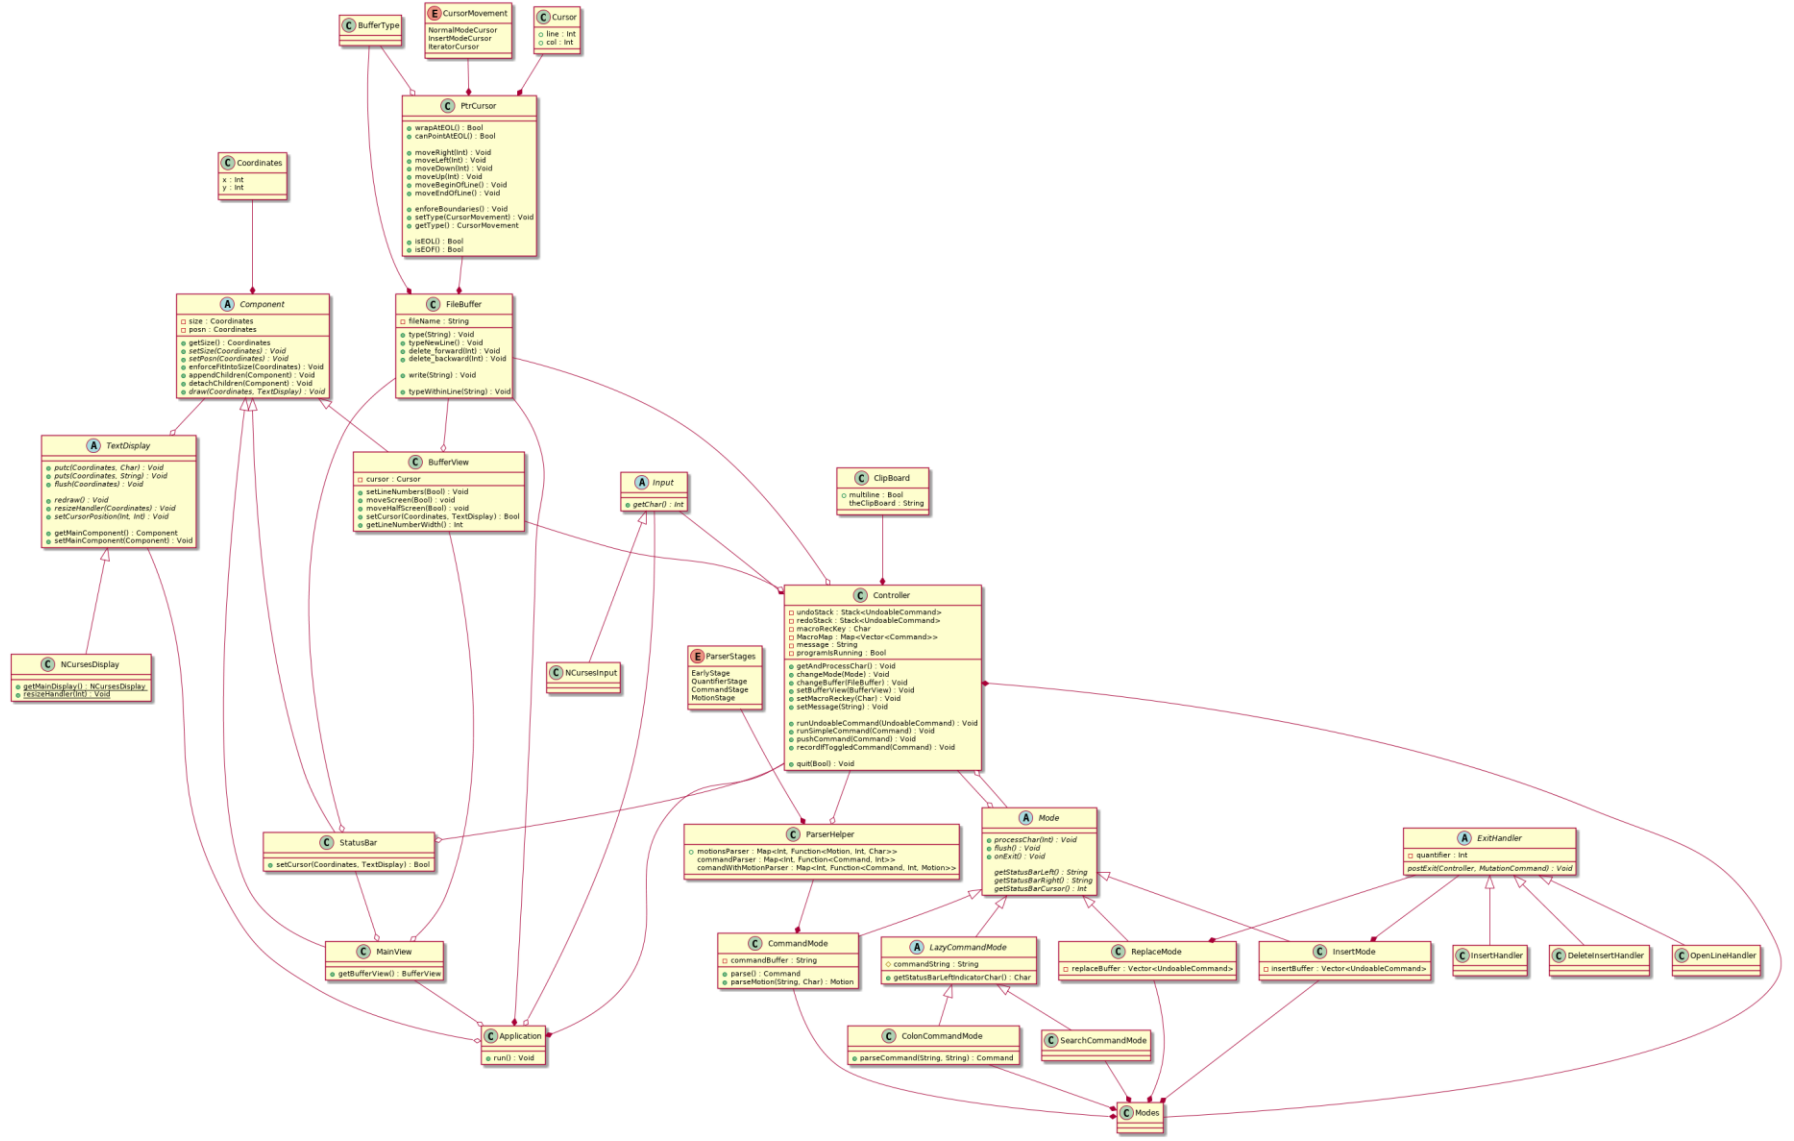 C BufferType
E CursorMovement
NormalModeCursor
InsertModeCursor
IteratorCursor
C Cursor
line : Int
col : Int
C PtrCursor
wrapAtEOL() : Bool
canPointAtEOL() : Bool
moveRight(Int) : Void
moveLeft(Int) : Void
moveDown(Int) : Void
moveUp(Int) : Void
moveBeginOfLine() : Void
moveEndOfLine() : Void
enforeBoundaries() : Void
setType(CursorMovement) : Void
getType() : CursorMovement
isEOL() : Bool
isEOF() : Bool
C Coordinates
x : Int
y : Int
A Component
size : Coordinates
posn : Coordinates
getSize() : Coordinates
setSize(Coordinates) : Void
setPosn(Coordinates) : Void
enforceFitIntoSize(Coordinates) : Void
appendChildren(Component) : Void
detachChildren(Component) : Void
draw(Coordinates, TextDisplay) : Void
C FileBuffer
fileName : String
type(String) : Void
typeNewLine() : Void
delete_forward(Int) : Void
delete_backward(Int) : Void
write(String) : Void
typeWithinLine(String) : Void
A TextDisplay
putc(Coordinates, Char) : Void
puts(Coordinates, String) : Void
flush(Coordinates) : Void
redraw() : Void
resizeHandler(Coordinates) : Void
setCursorPosition(Int, Int) : Void
getMainComponent() : Component
setMainComponent(Component) : Void
C BufferView
cursor : Cursor
setLineNumbers(Bool) : Void
moveScreen(Bool) : void
moveHalfScreen(Bool) : void
setCursor(Coordinates, TextDisplay) : Bool
getLineNumberWidth() : Int
A Input
getChar() : Int
C ClipBoard
multiline : Bool
theClipBoard : String
C Controller
undoStack : Stack<UndoableCommand>
redoStack : Stack<UndoableCommand>
macroRecKey : Char
MacroMap : Map<Vector<Command>>
message : String
programIsRunning : Bool
getAndProcessChar() : Void
changeMode(Mode) : Void
changeBuffer(FileBuffer) : Void
setBufferView(BufferView) : Void
setMacroReckey(Char) : Void
setMessage(String) : Void
runUndoableCommand(UndoableCommand) : Void
runSimpleCommand(Command) : Void
pushCommand(Command) : Void
recordIfToggledCommand(Command) : Void
quit(Bool) : Void
C NCursesDisplay
getMainDisplay() : NCursesDisplay
resizeHandler(Int) : Void
C NCursesInput
E ParserStages
EarlyStage
QuantifierStage
CommandStage
MotionStage
C StatusBar
setCursor(Coordinates, TextDisplay) : Bool
C ParserHelper
motionsParser : Map<Int, Function<Motion, Int, Char>>
commandParser : Map<Int, Function<Command, Int>>
comandWithMotionParser : Map<Int, Function<Command, Int, Motion>>
A Mode
processChar(Int) : Void
flush() : Void
onExit() : Void
getStatusBarLeft() : String
getStatusBarRight() : String
getStatusBarCursor() : Int
A ExitHandler
quantifier : Int
postExit(Controller, MutationCommand) : Void
C MainView
getBufferView() : BufferView
C CommandMode
commandBuffer : String
parse() : Command
parseMotion(String, Char) : Motion
A LazyCommandMode
commandString : String
getStatusBarLeftIndicatorChar() : Char
C ReplaceMode
replaceBuffer : Vector<UndoableCommand>
C InsertMode
insertBuffer : Vector<UndoableCommand>
C InsertHandler
C DeleteInsertHandler
C OpenLineHandler
C Application
run() : Void
C ColonCommandMode
parseCommand(String, String) : Command
C SearchCommandMode
C Modes